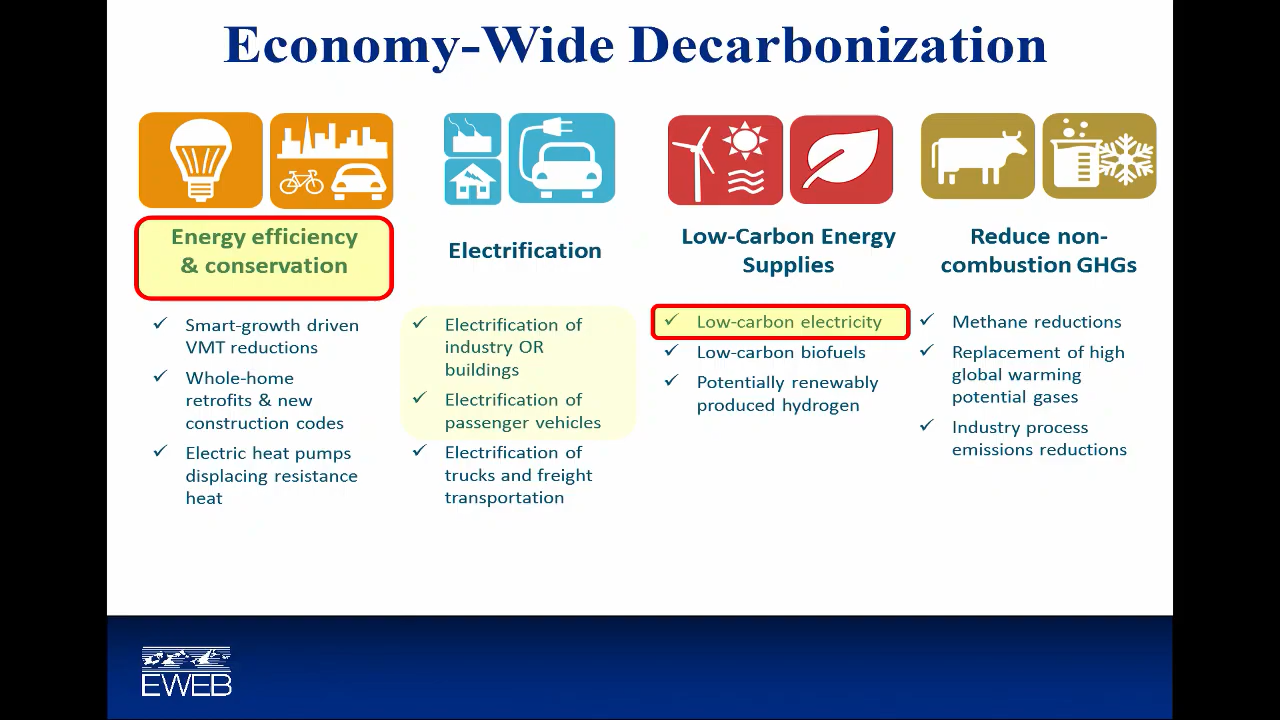 Economy-Wide Decarbonization
Energy efficiency
& conservation
Smart-growth driven
VMT reductions
Whole-home
retrofits & new
construction codes
Electric heat pumps
displacing resistance
heat
Electrification
Electrification of
industry OR
buildings
Electrification of
passenger vehicles
Electrification of
trucks and freight
transportation
Low-Carbon Energy
Supplies
Low-carbon electricity
Low-carbon biofuels
Potentially renewably
produced hydrogen
Reduce non-
combustion GHGs
Methane reductions
Replacement of high
global warming
potential gases
Industry process
emissions reductions
EWEB